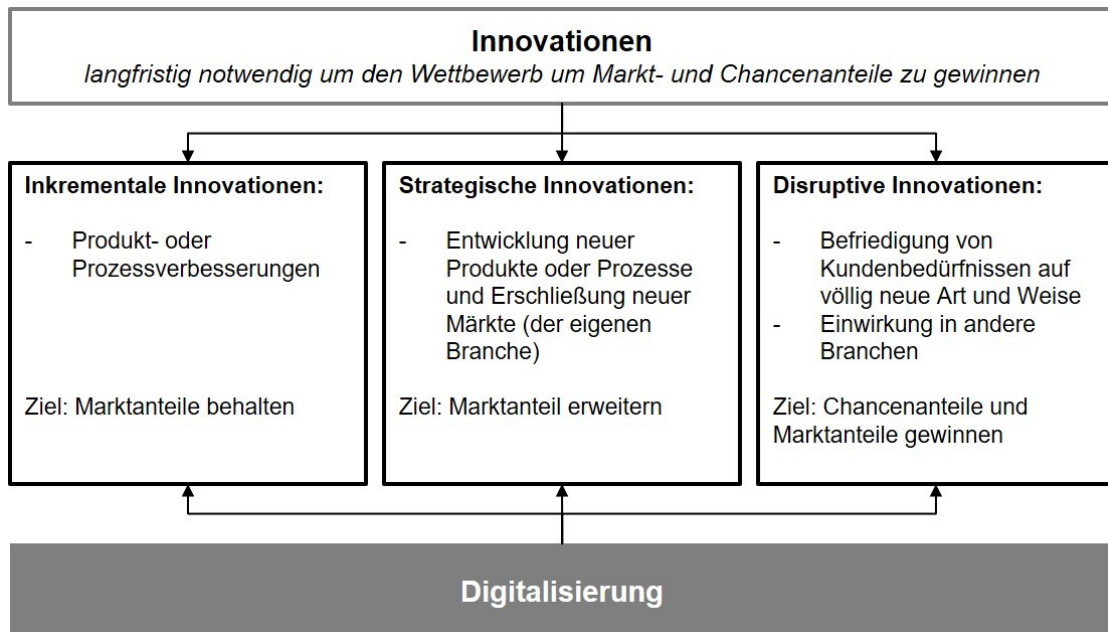 Innovationen
langfristig notwendig um den Wettbewerb um Markt- und Chancenanteile zu gewinnen
Inkrementale Innovationen:
- Produkt- oder
Prozessverbesserungen
Ziel: Marktanteile behalten
Strategische Innovationen:
- Entwicklung neuer
Produkte oder Prozesse
und Erschließung neuer
Märkte (der eigenen
Branche)
Ziel: Marktanteil erweitern
Disruptive Innovationen:
- Befriedigung von
Kundenbedürfnissen auf
völlig neue Art und Weise
- Einwirkung in andere
Branchen
Ziel: Chancenanteile und
Marktanteile gewinnen
Digitalisierung